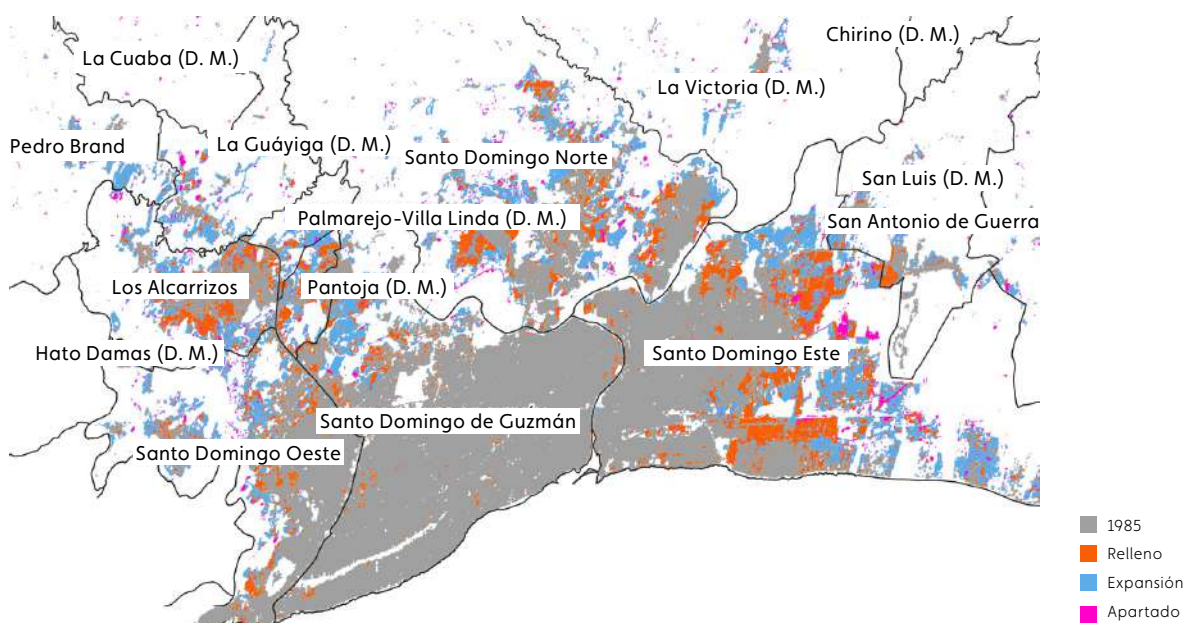 Chirino (D. M.)
La Cuaba (D. M.)
La Victoria (D. M.)
Pedro Brand
La Guáyiga (D. M.)
Santo Domingo Norte
San Luis (D. M.)
Palmarejo-Villa Linda (D. M.)
San Antonio de Guerra
Los Alcarrizos
Pantoja (D. M.)
Hato Damas (D. M.)
Santo Domingo Este
Santo Domingo de Guzmán
Santo Domingo Oeste
1985
Relleno
Expansión
Apartado